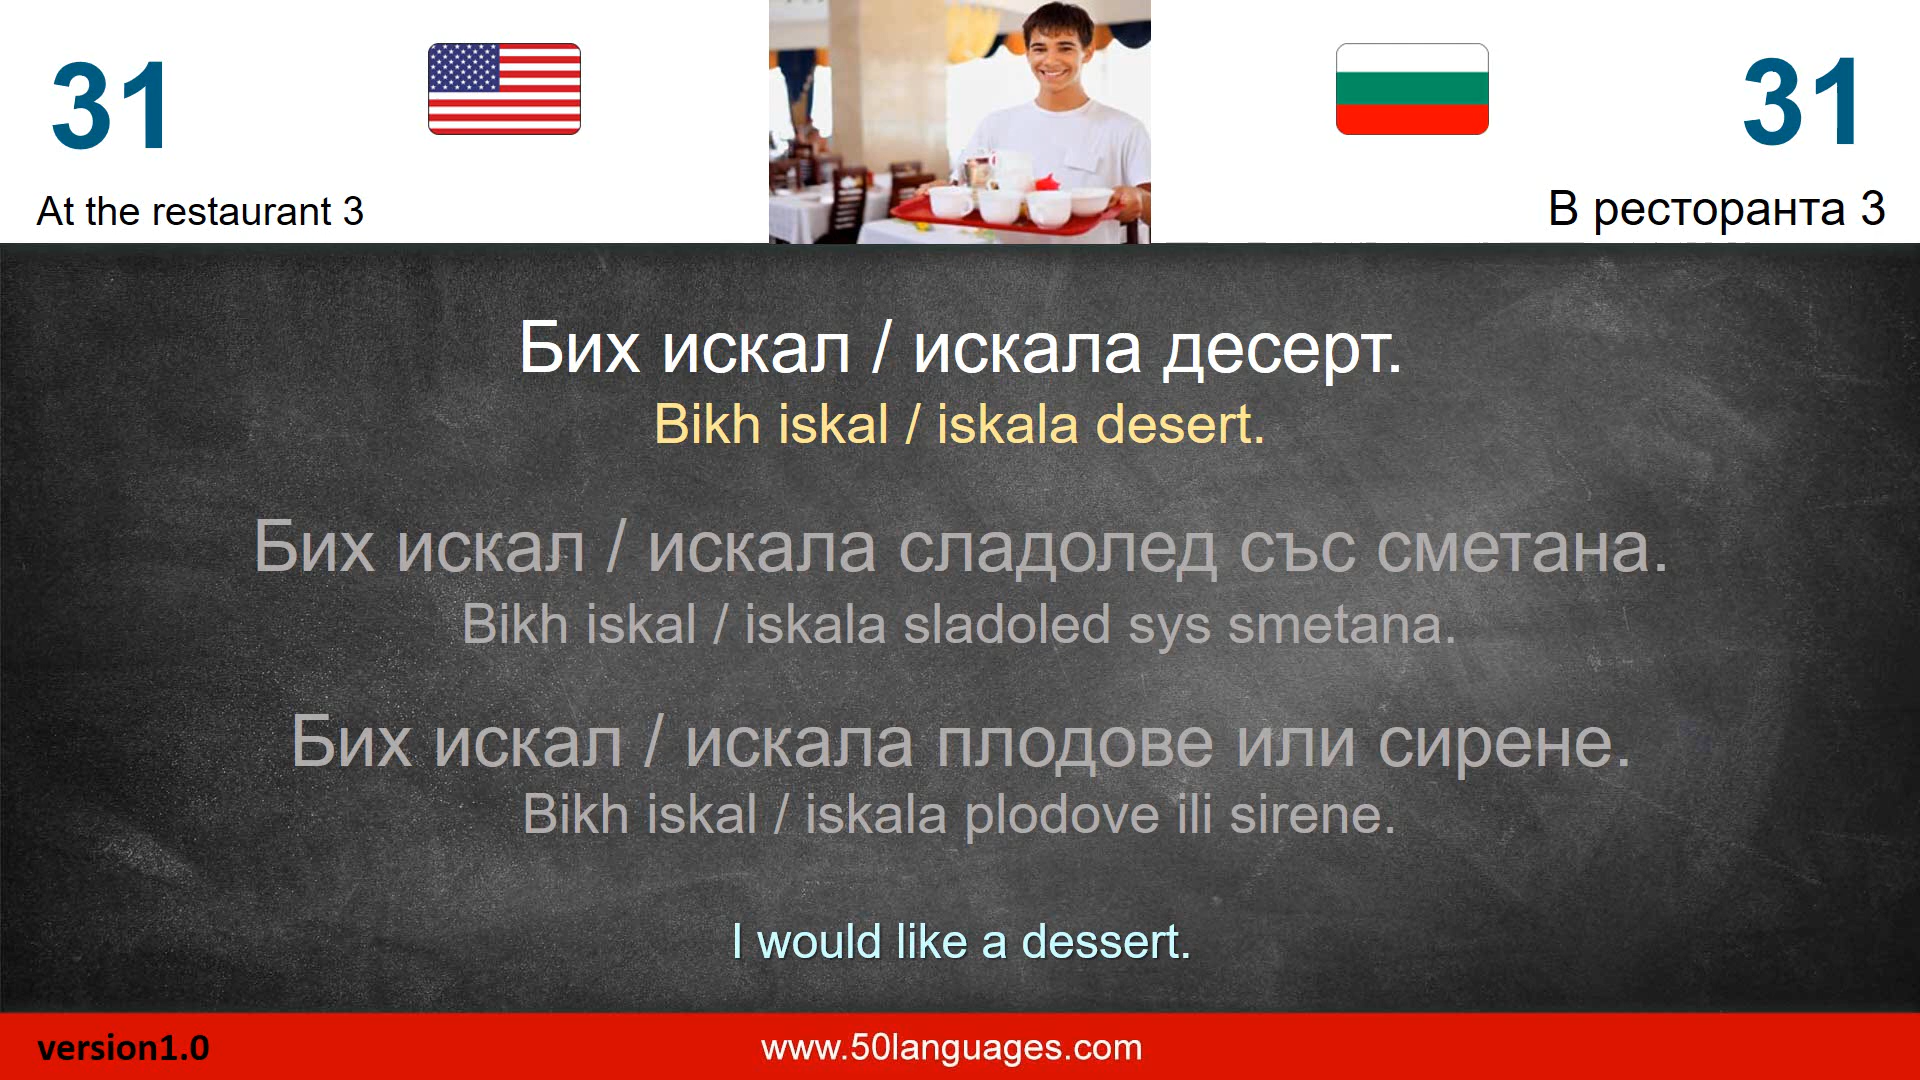 31
31
At the restaurant 3
В ресторанта 3
Бих искал / искала десерт.
Bikh iskal / iskala desert.
Бих искал / искала сладолед със сметана.
Bikh iskal / iskala sladoled sys smetana.
Бих искал / искала плодове или сирене.
Bikh iskal / iskala plodove ili sirene.
I would like a dessert.
version1.0
www.50languages.com